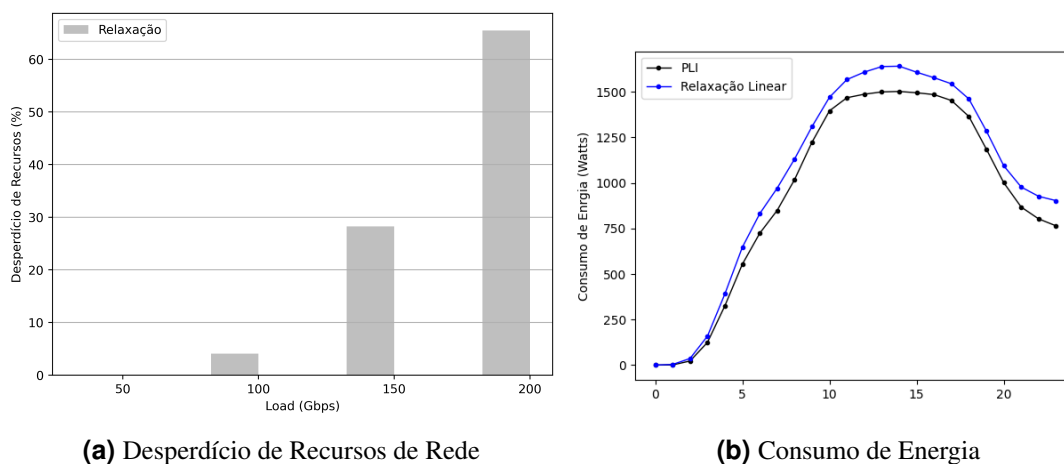 Relaxação
Desperdício de Recursos (%)
60
50
40
30
20
10
0
50
100
150
200
Load (Gbps)
(a) Desperdício de Recursos de Rede
PLI
Relaxação Linear
Consumo de Enrgia (Watts)
1500
1250
1000
750
500
250
0
0
5
10
15
20
(b) Consumo de Energia